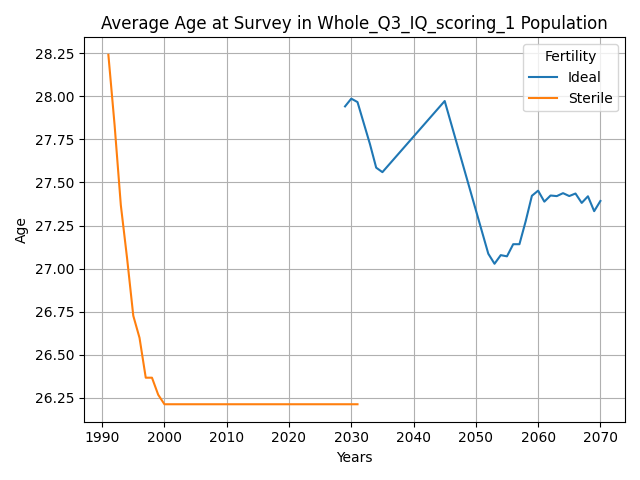 Average Age at Survey in Whole_Q3_IQ_scoring_1 Population
Fertility
Ideal
Sterile
Age
28.25
28.00
27.75
27.50
27.25
27.00
26.75
26.50
26.25
1990 2000 2010 2020 2030 2040 2050 2060 2070
Years